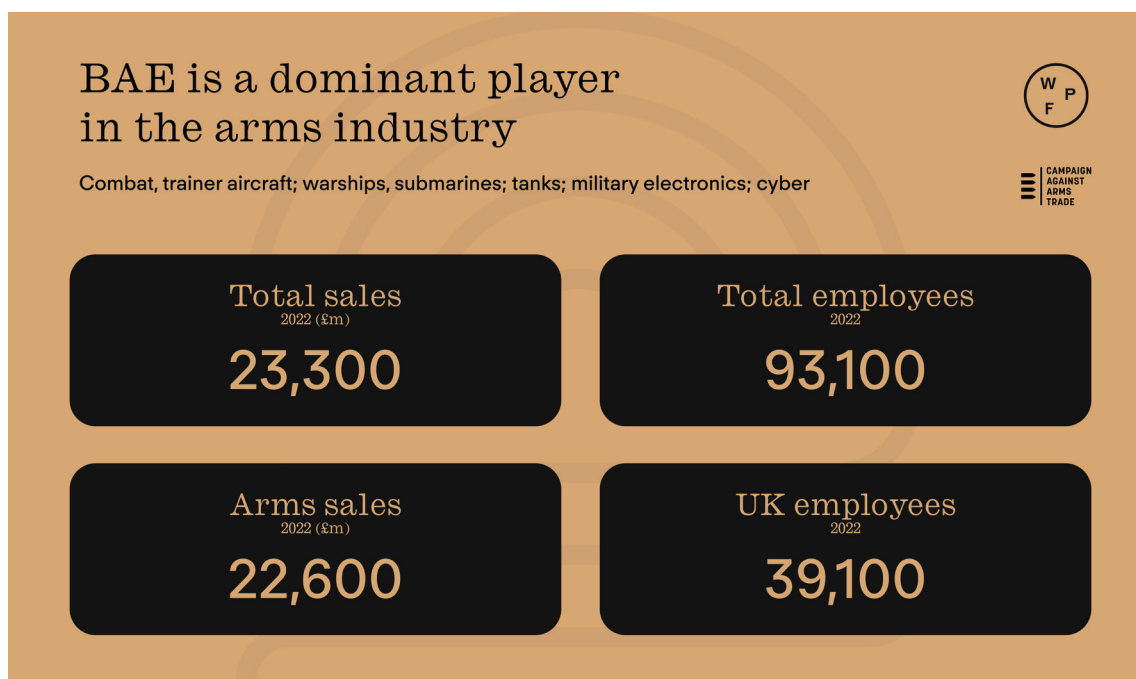 BAE is a dominant player
in the arms industry
Combat, trainer aircraft; warships, submarines; tanks; military electronics; cyber
W
P
F
CAMPAIGN
AGAINST
ARMS
TRADE
Total sales
2022 (£m)
23,300
Total employees
2022
93,100
Arms sales
2022 (£m)
22,600
UK employees
2022
39,100